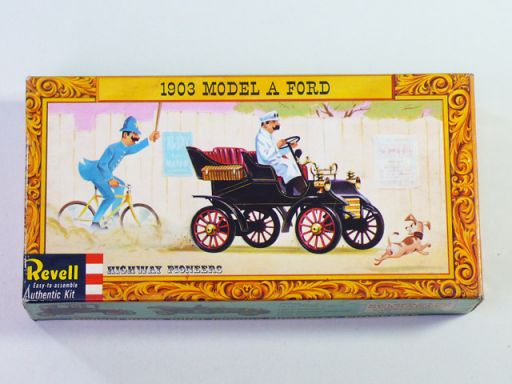 1903 MODEL A FORD
HIGHWAY PIONEERS
Revell
Easy-to-assemble
Authentic Kit